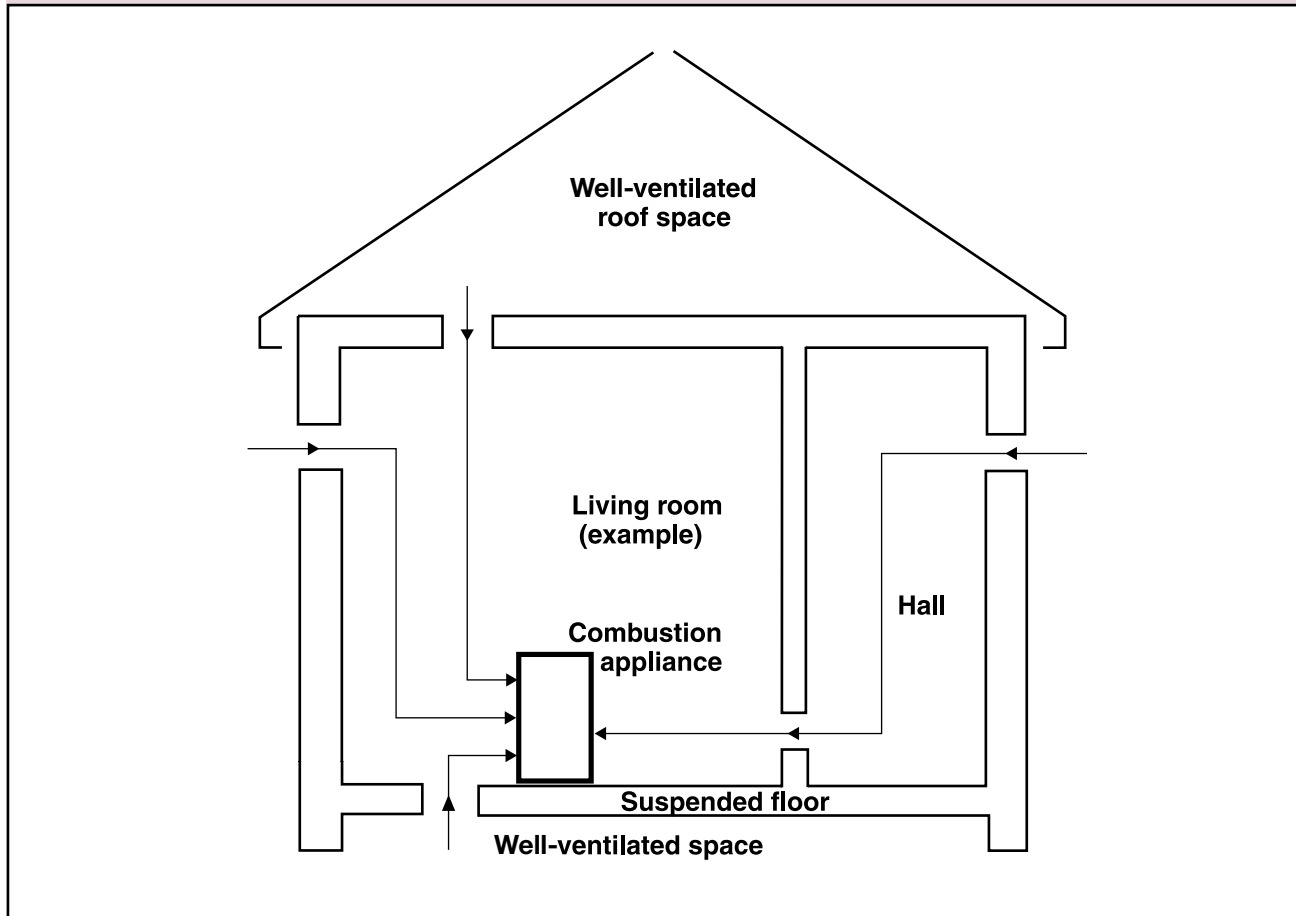 Well-ventilated
roof space
Living room
(example)
Hall
Combustion
appliance
Suspended floor
Well-ventilated space